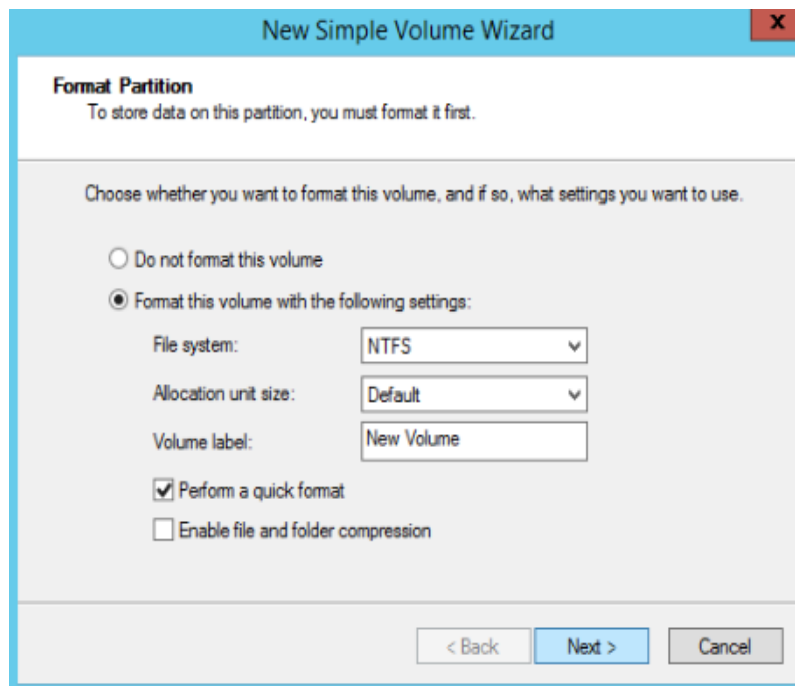 New Simple Volume Wizard
x
Format Partition
To store data on this partition, you must format it first.
Choose whether you want to format this volume, and if so, what settings you want to use.
Do not format this volume
Format this volume with the following settings:
File system: NTFS
Allocation unit size: Default
Volume label: New Volume
Perform a quick format
Enable file and folder compression
< Back Next > Cancel